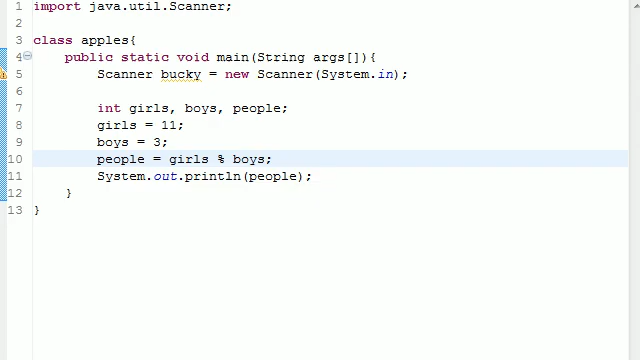 1 import java.util.Scanner;
2
3 class apples{
4 public static void main(String args[]){
5 Scanner bucky = new Scanner(System.in);
6
7 int girls, boys, people;
8 girls = 11;
9 boys = 3;
10 people = girls % boys;
11 System.out.println(people);
12 }
13 }